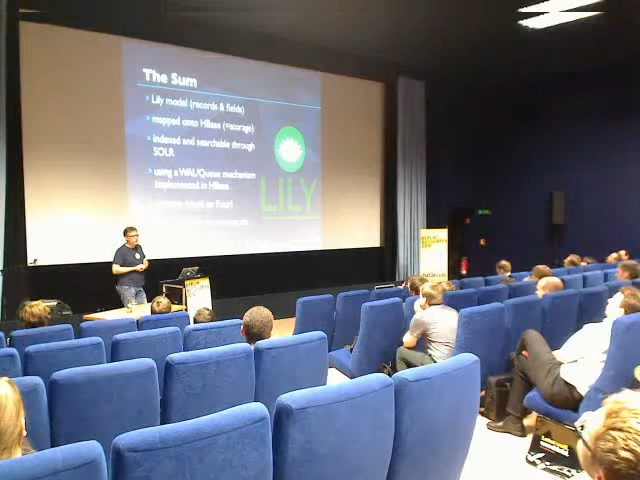 The Sum
Lily model (records & fields)
mapped onto HBase (=storage)
indexed and searchable through
SOLR
using a WAL/Queue mechanism
implemented in HBase
LILY
NOKIA